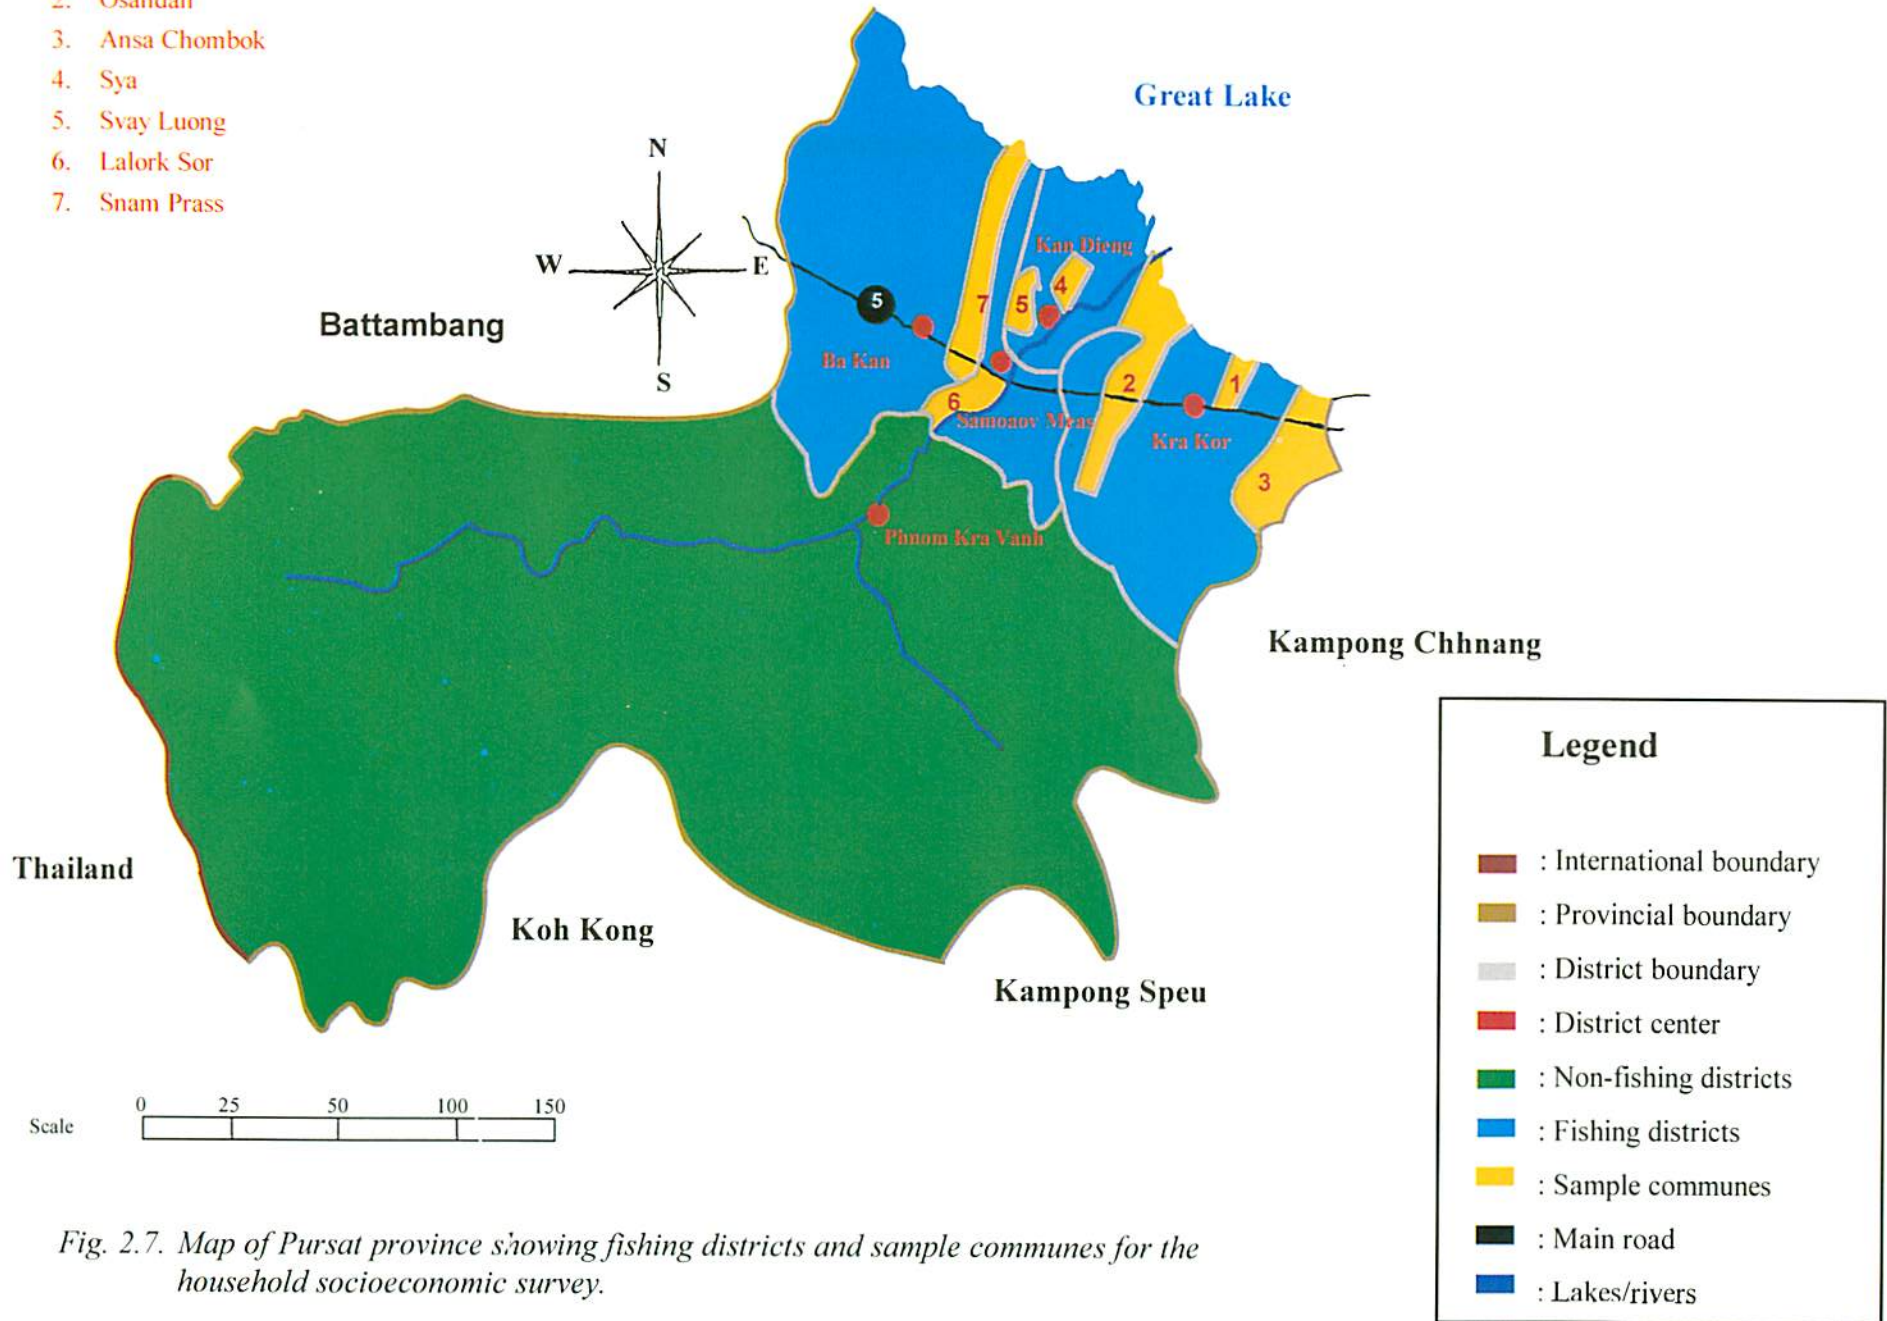 2. Osandan
3. Ansa Chombok
4. Sya
5. Svay Luong
6. Lalork Sor
7. Snam Prass
Great Lake
N
W
E
S
Battambang
Kan Dieng
4
5
7
5
Ba Kan
2
1
6
Samoaov Meas
Kra Kor
3
Phnom Kra Vanh
Kampong Chhnang
Thailand
Koh Kong
Kampong Speu
Legend
: International boundary
: Provincial boundary
: District boundary
: District center
: Non-fishing districts
: Fishing districts
: Sample communes
: Main road
: Lakes/rivers
Scale
0 25 50 100 150
Fig. 2.7. Map of Pursat province showing fishing districts and sample communes for the
household socioeconomic survey.